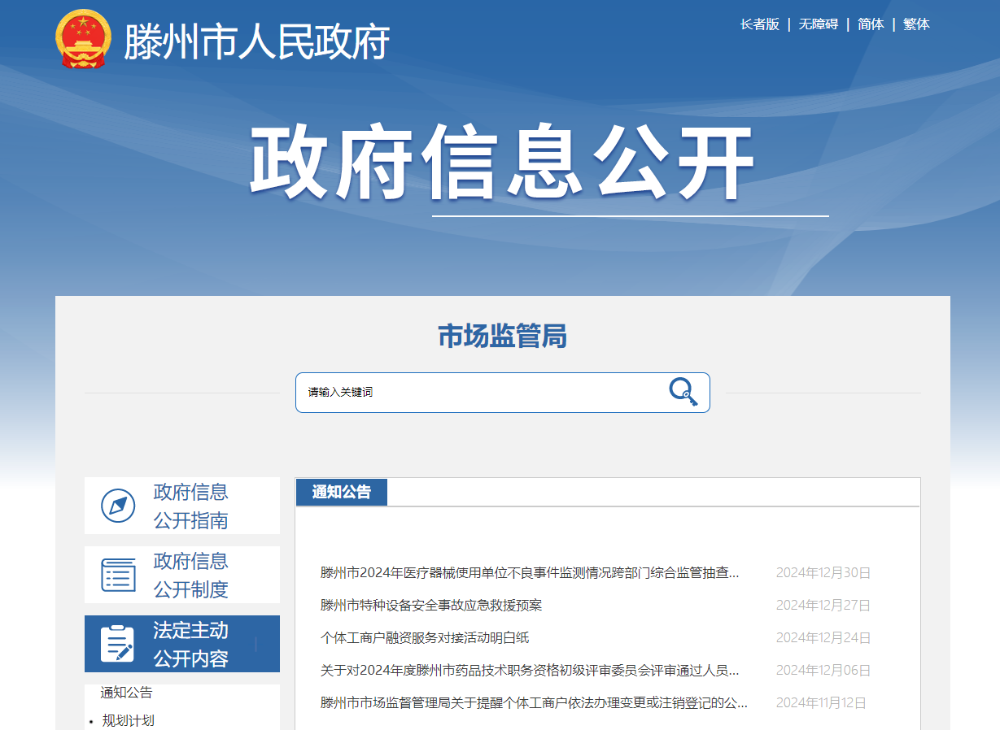 滕州市人民政府
长者版 | 无障碍 | 简体 | 繁体
政府信息公开
市场监管局
请输入关键词
政府信息
公开指南
政府信息
公开制度
法定主动
公开内容
通知公告
• 规划计划
通知公告
滕州市2024年医疗器械使用单位不良事件监测情况跨部门综合监管抽查... 2024年12月30日
滕州市特种设备安全事故应急救援预案 2024年12月27日
个体工商户融资服务对接活动明白纸 2024年12月24日
关于对2024年度滕州市药品技术职务资格初级评审委员会评审通过人员... 2024年12月06日
滕州市市场监督管理局关于提醒个体工商户依法办理变更或注销登记的公... 2024年11月12日